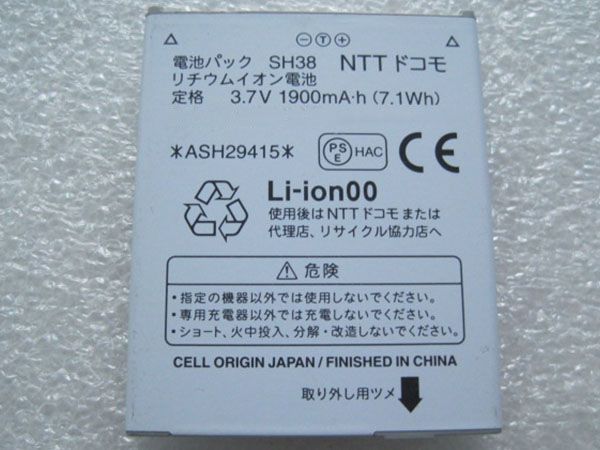 − T +
電池パック SH38 NTTドコモ
リチウムイオン電池
定格 3.7V 1900mA·h (7.1Wh)
*ASH29415* PSE HAC CE
Li-ion00
使用後は NTT ドコモ または
代理店、リサイクル協力店へ
⚠ 危険
・指定の機器以外では使用しないでください。
・専用充電器以外では充電しないでください。
・ショート、火中投入、分解・改造しないでください。
CELL ORIGIN JAPAN / FINISHED IN CHINA
取り外し用ツメ